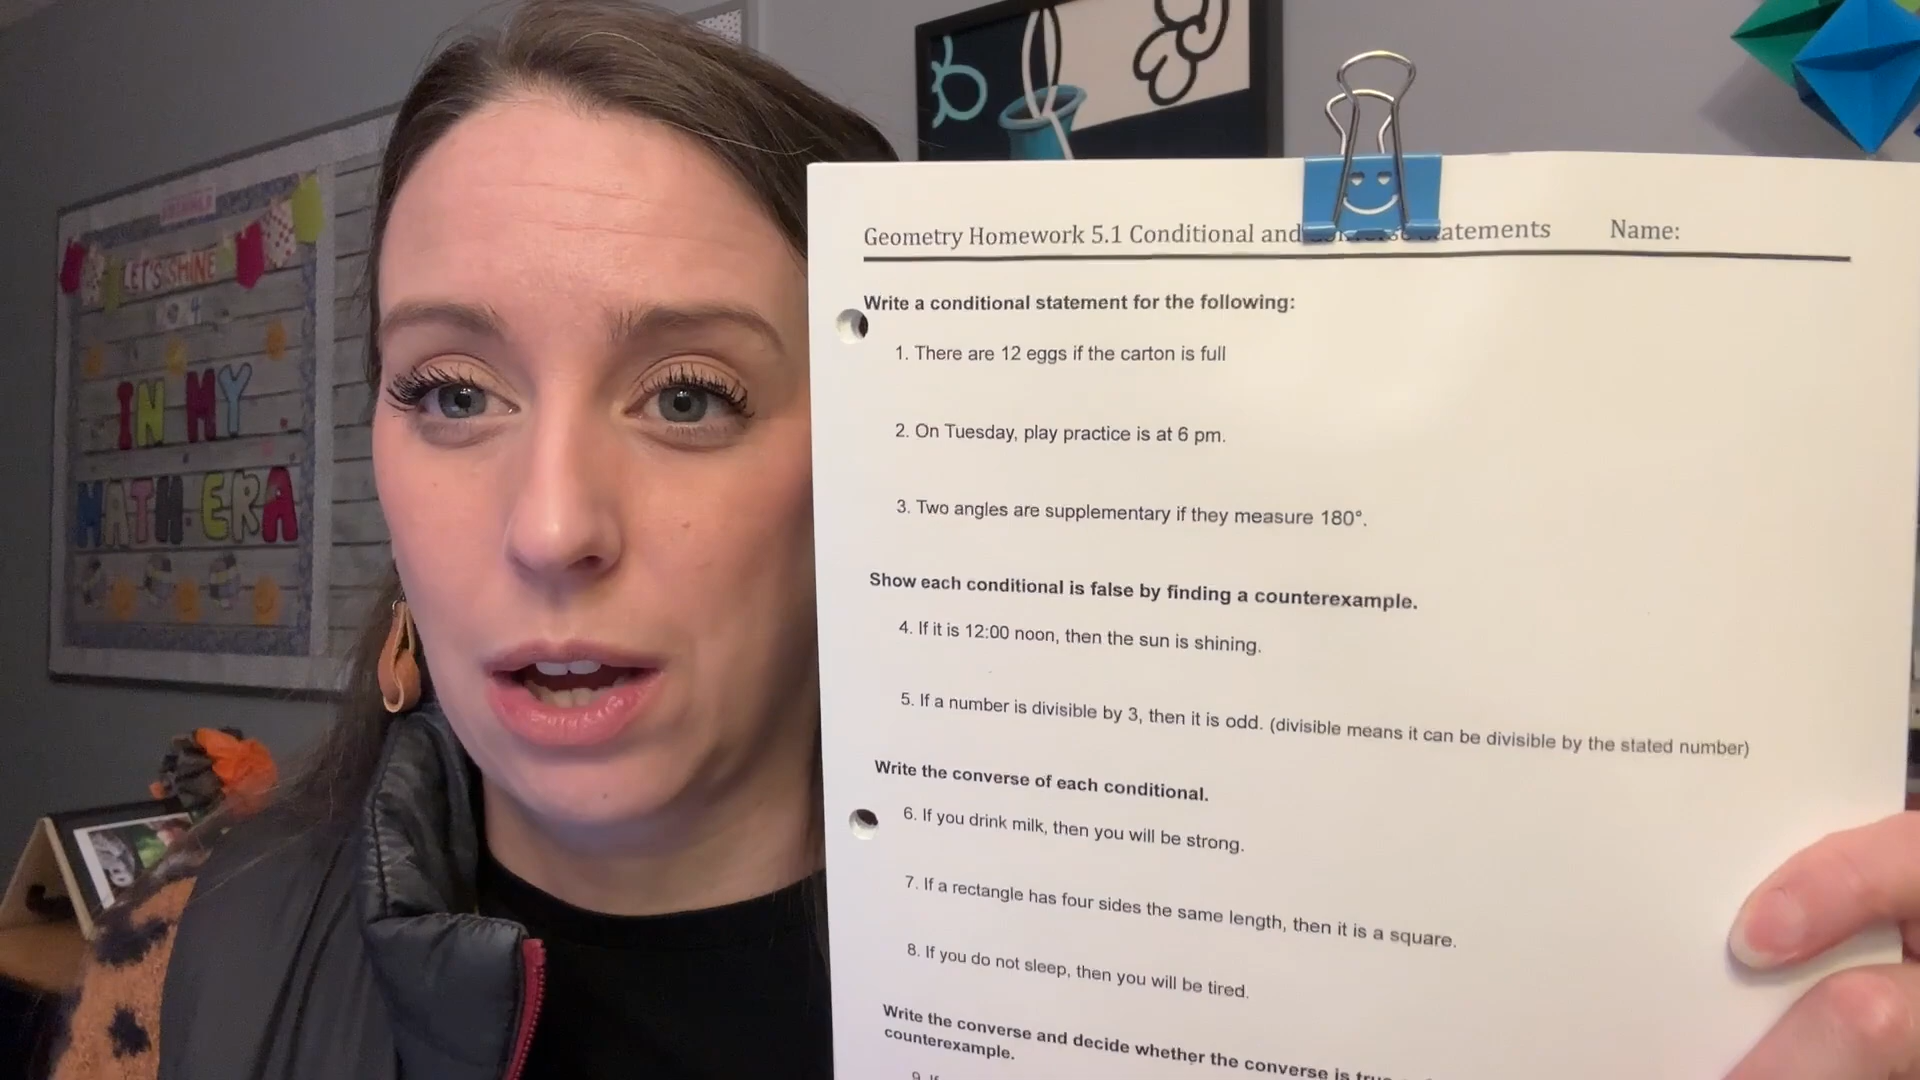 LET'S SHINE
IN MY
MATH ERA
Geometry Homework 5.1 Conditional and Statements Name:
Write a conditional statement for the following:
1. There are 12 eggs if the carton is full
2. On Tuesday, play practice is at 6 pm.
3. Two angles are supplementary if they measure 180°.
Show each conditional is false by finding a counterexample.
4. If it is 12:00 noon, then the sun is shining.
5. If a number is divisible by 3, then it is odd. (divisible means it can be divisible by the stated number)
Write the converse of each conditional.
6. If you drink milk, then you will be strong.
7. If a rectangle has four sides the same length, then it is a square.
8. If you do not sleep, then you will be tired.
Write the converse and decide whether the converse is
counterexample.